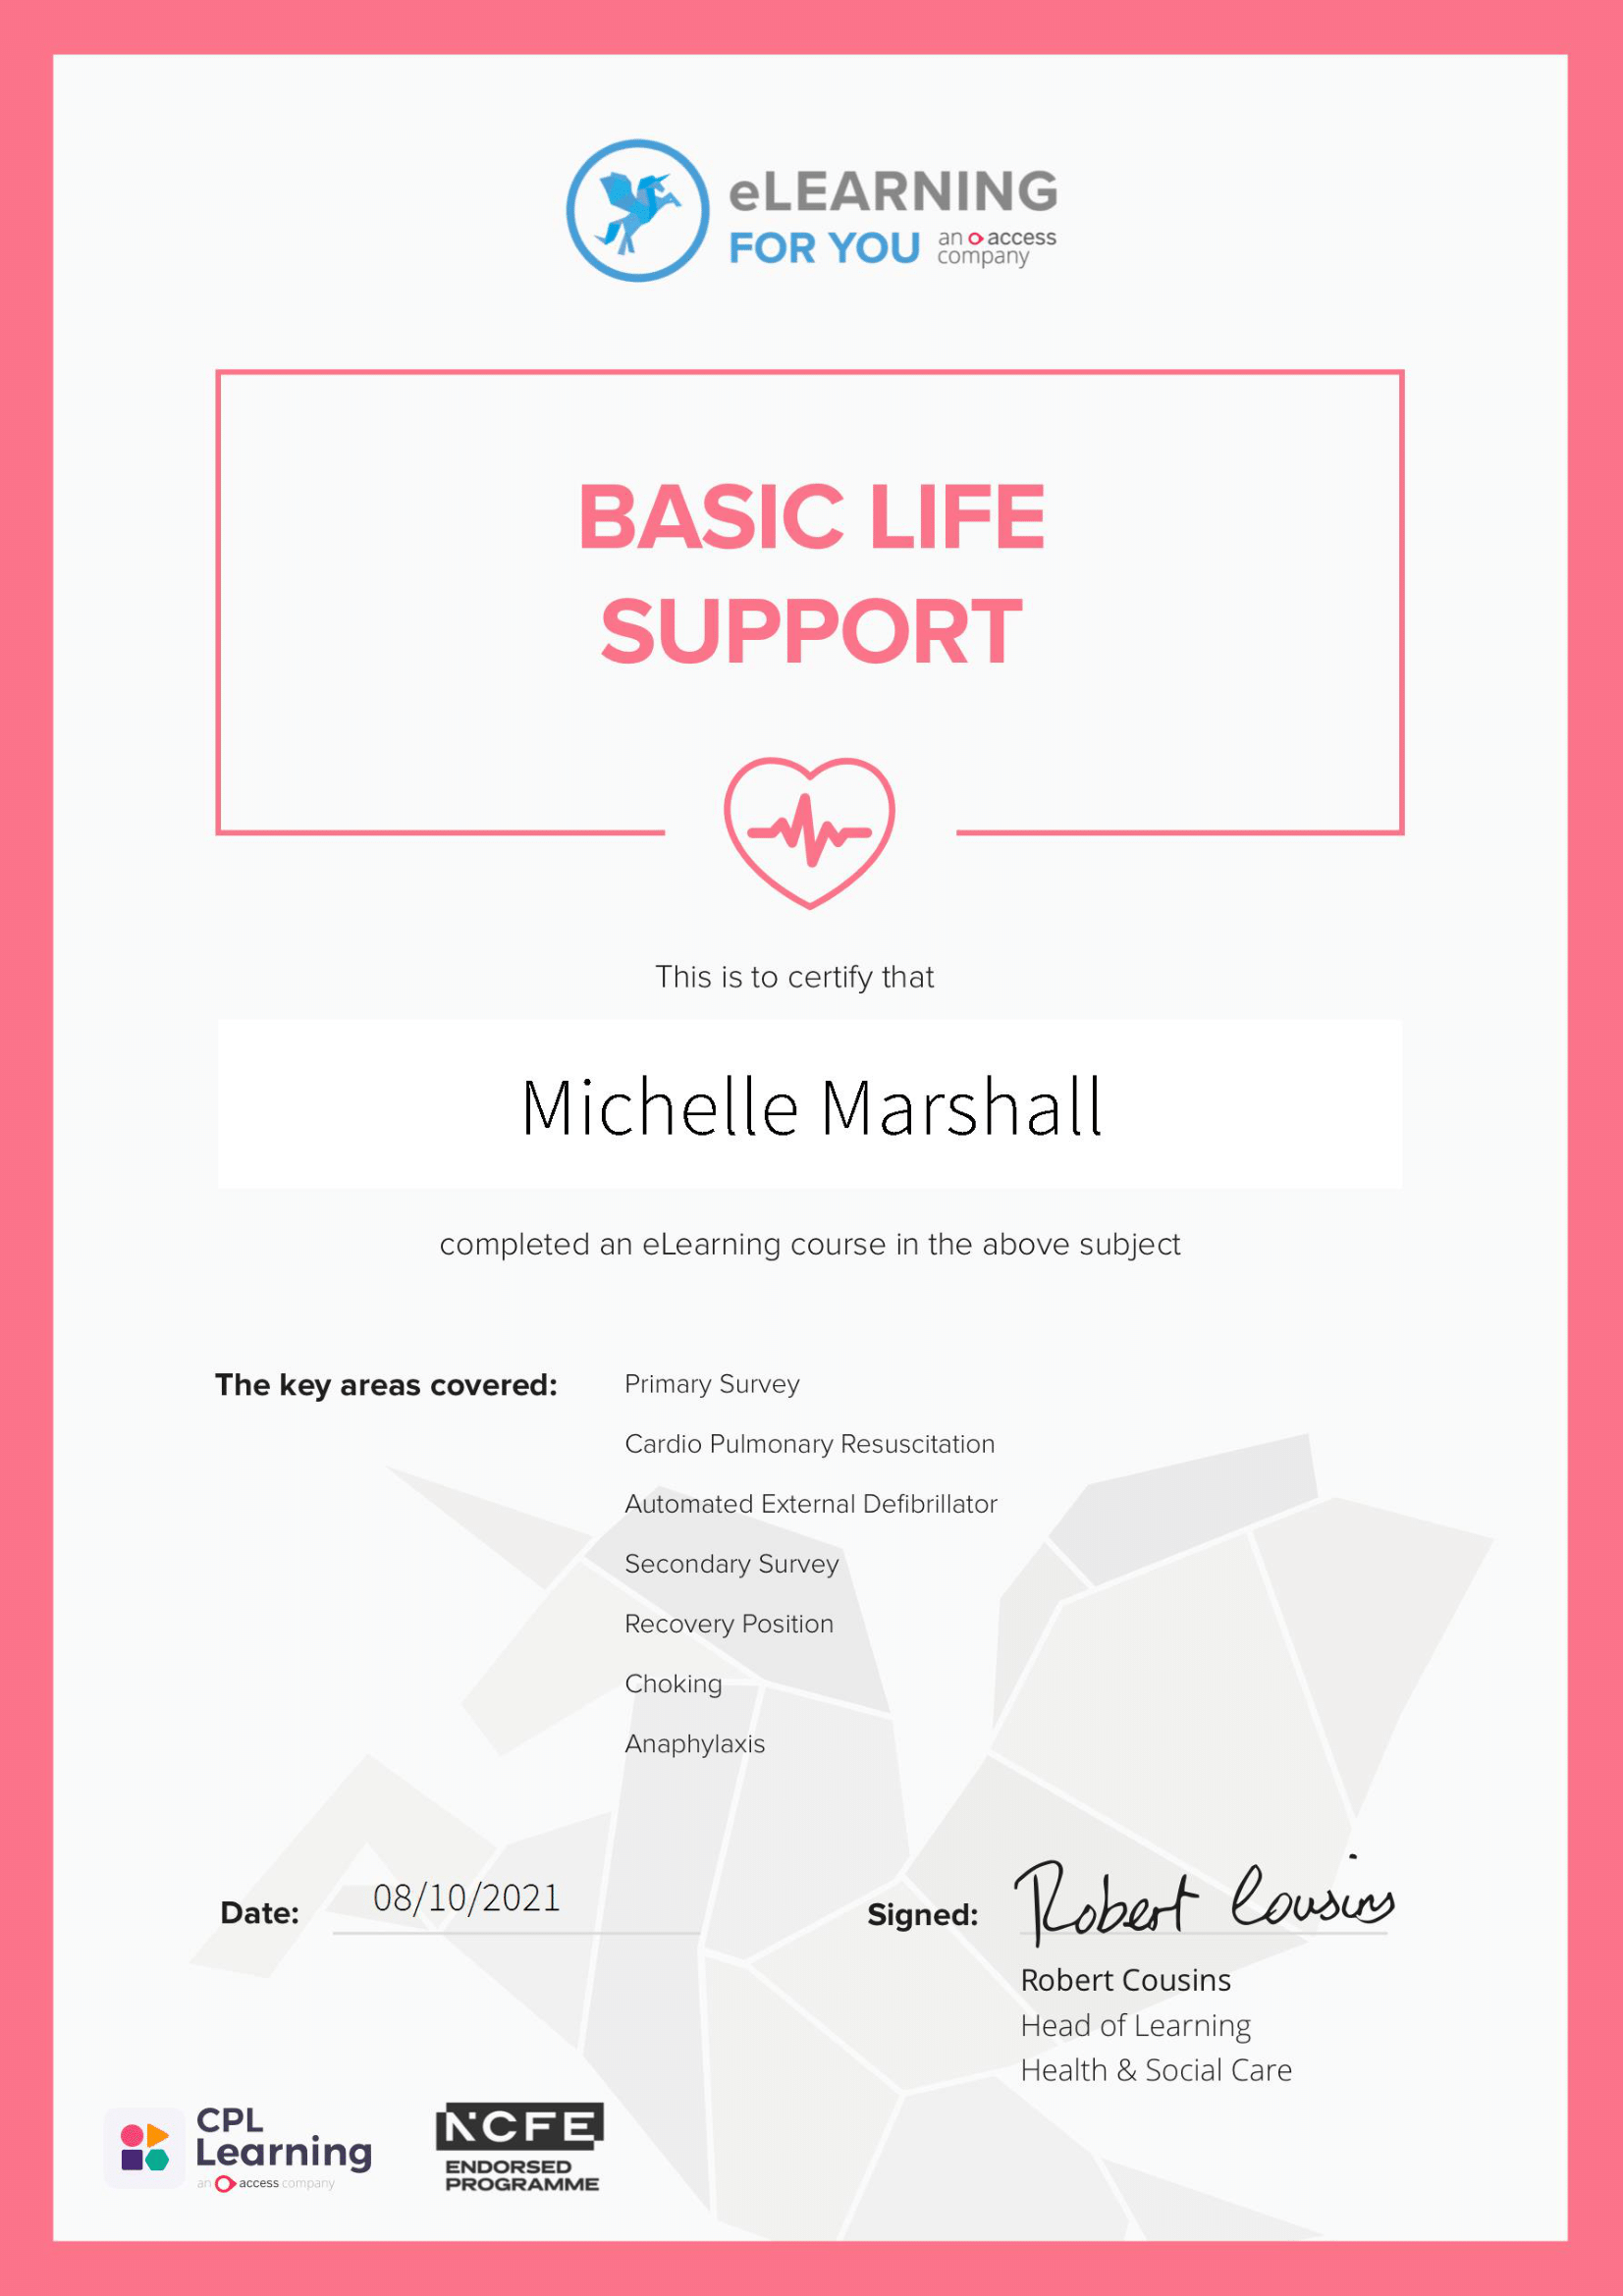 eLEARNING
FOR YOU an access company
BASIC LIFE
SUPPORT
This is to certify that
Michelle Marshall
completed an eLearning course in the above subject
The key areas covered:
Primary Survey
Cardio Pulmonary Resuscitation
Automated External Defibrillator
Secondary Survey
Recovery Position
Choking
Anaphylaxis
Date: 08/10/2021
Signed: Robert Cousins
Robert Cousins
Head of Learning
Health & Social Care
CPL
Learning
an access company
NCFE
ENDORSED
PROGRAMME